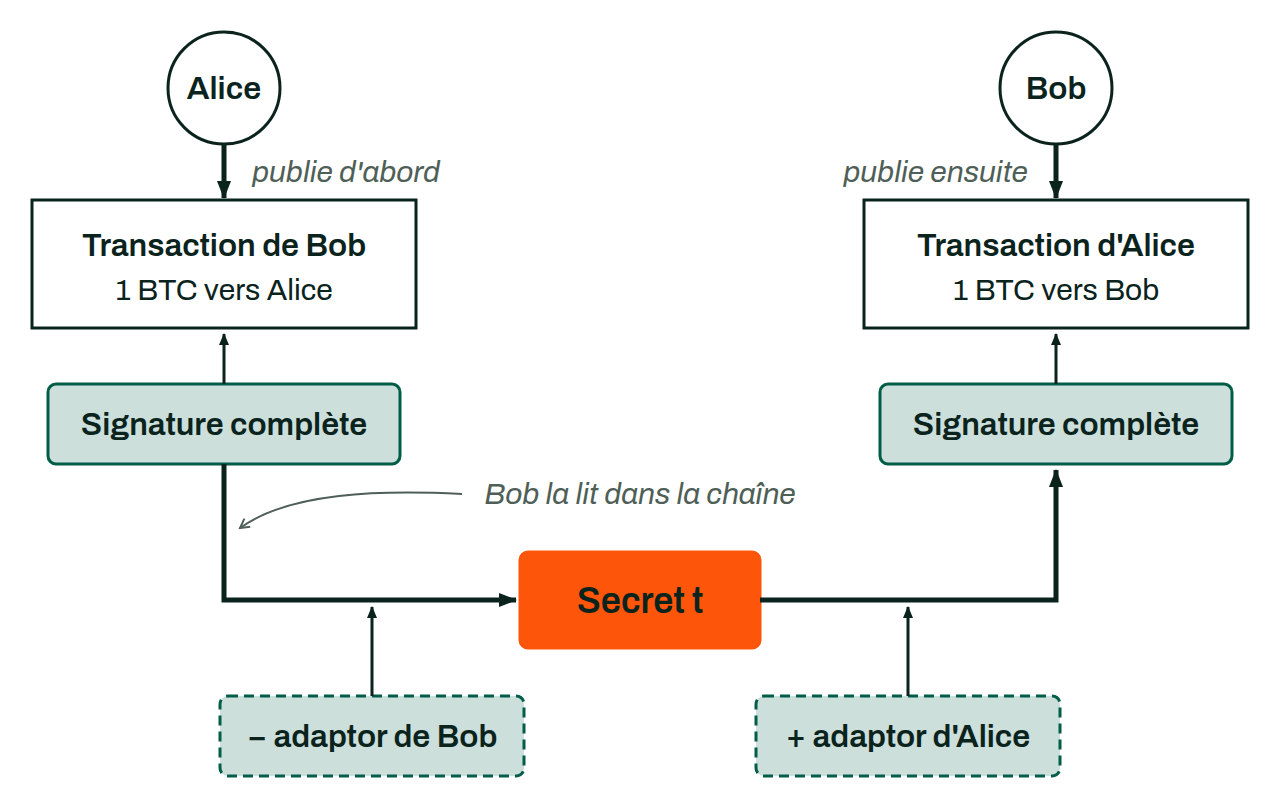 Alice
Bob
publie d'abord
publie ensuite
Transaction de Bob
1 BTC vers Alice
Transaction d'Alice
1 BTC vers Bob
Signature complète
Signature complète
Bob la lit dans la chaîne
Secret t
– adaptor de Bob
+ adaptor d'Alice